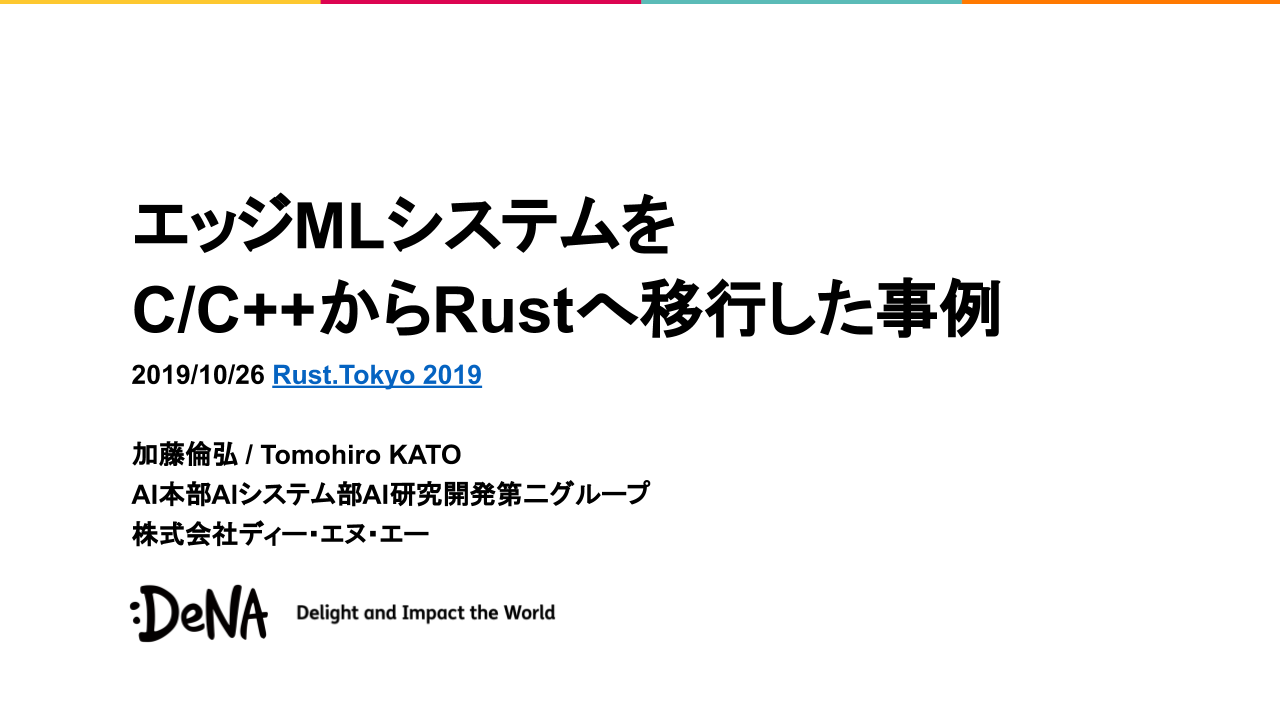 エッジMLシステムを
C/C++からRustへ移行した事例
2019/10/26 Rust.Tokyo 2019
加藤倫弘 / Tomohiro KATO
AI本部AIシステム部AI研究開発第二グループ
株式会社ディー・エヌ・エー
:DeNA Delight and Impact the World